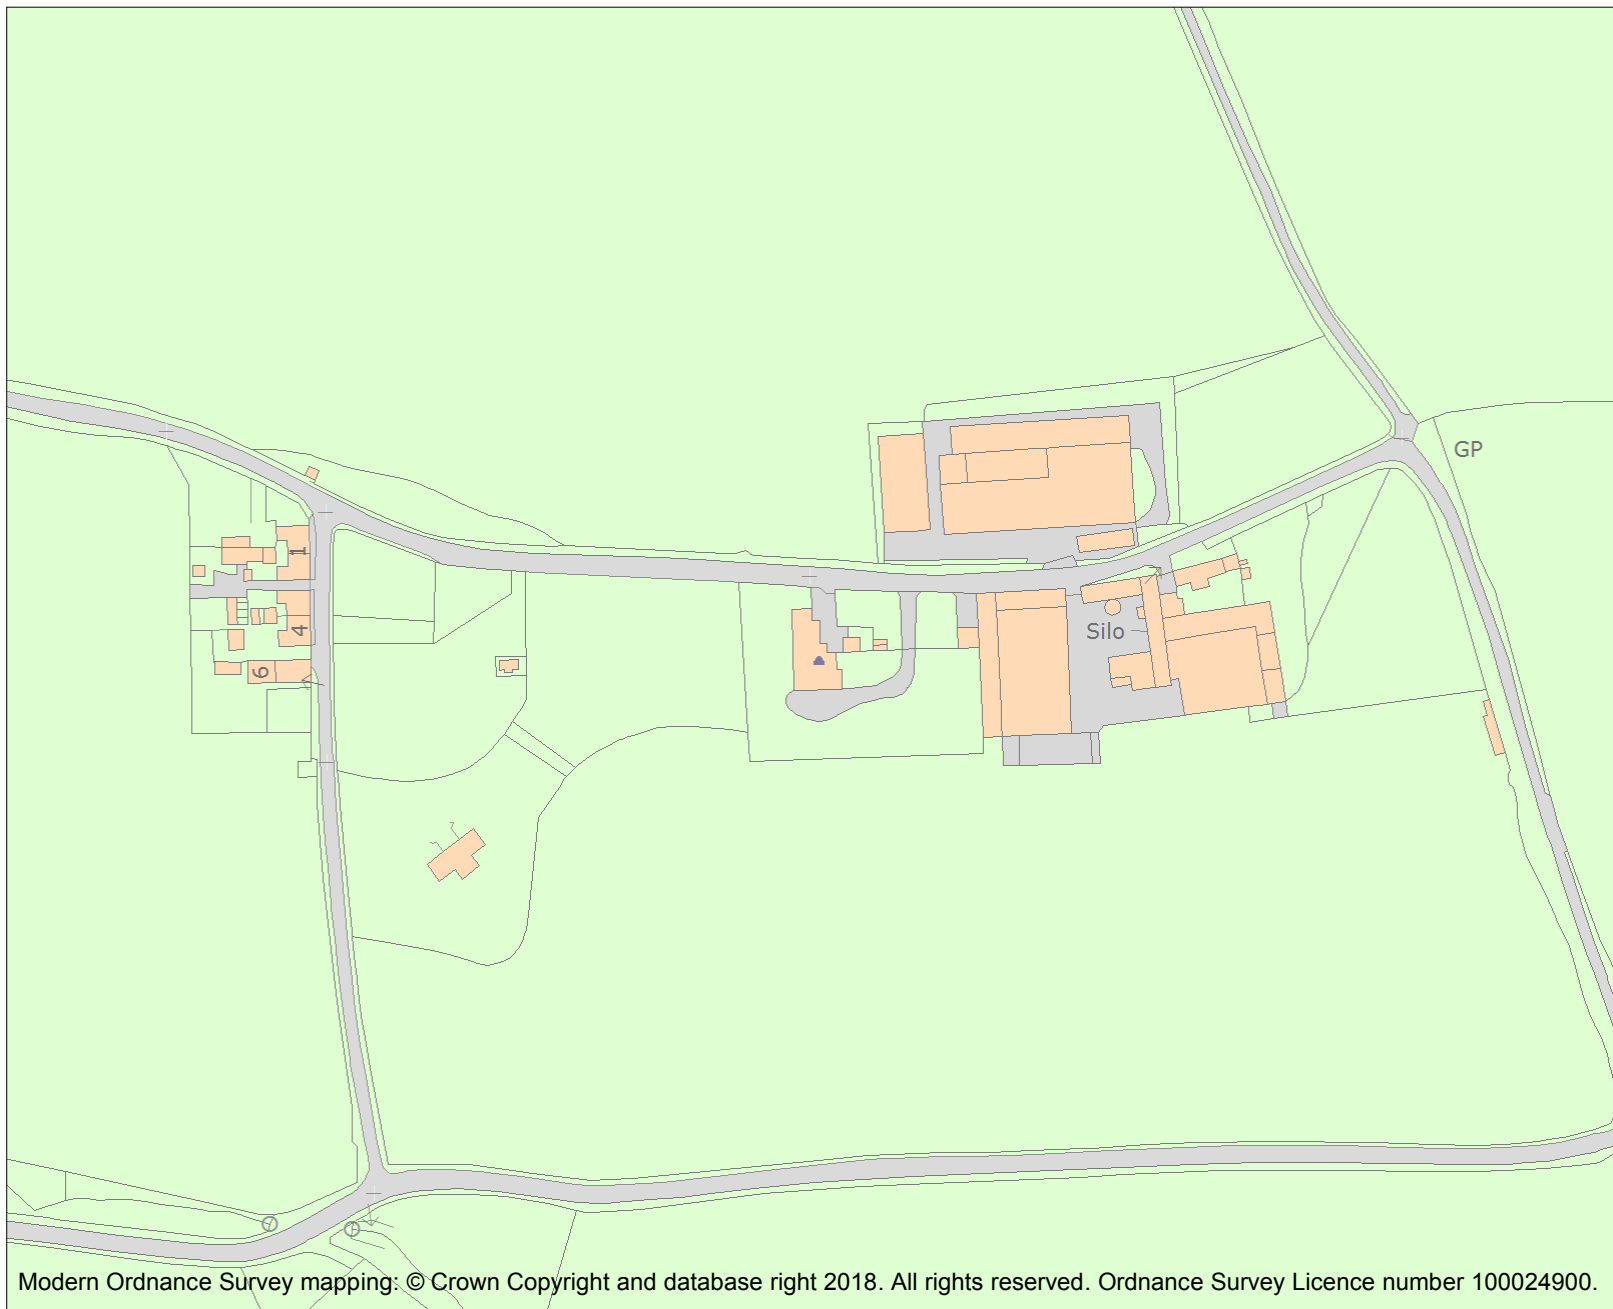 GP
1
4
Silo
6
Modern Ordnance Survey mapping: © Crown Copyright and database right 2018. All rights reserved. Ordnance Survey Licence number 100024900.